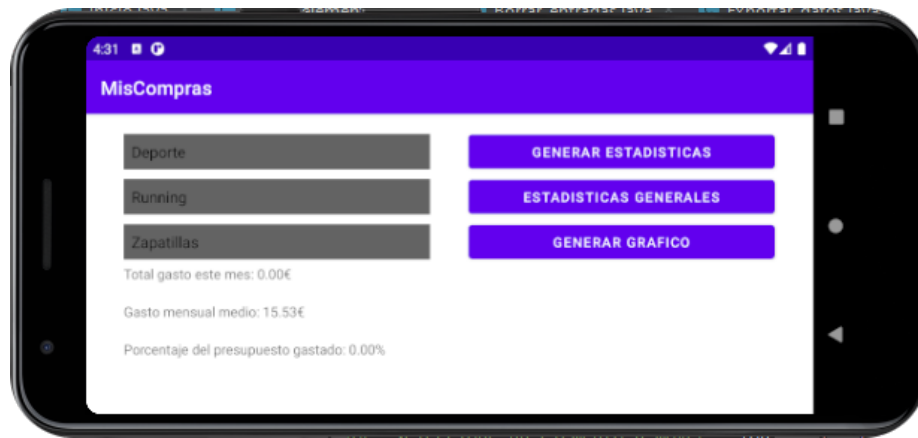 4:31
MisCompras
Deporte
GENERAR ESTADISTICAS
Running
ESTADISTICAS GENERALES
Zapatillas
GENERAR GRAFICO
Total gasto este mes: 0.00€
Gasto mensual medio: 15.53€
Porcentaje del presupuesto gastado: 0.00%